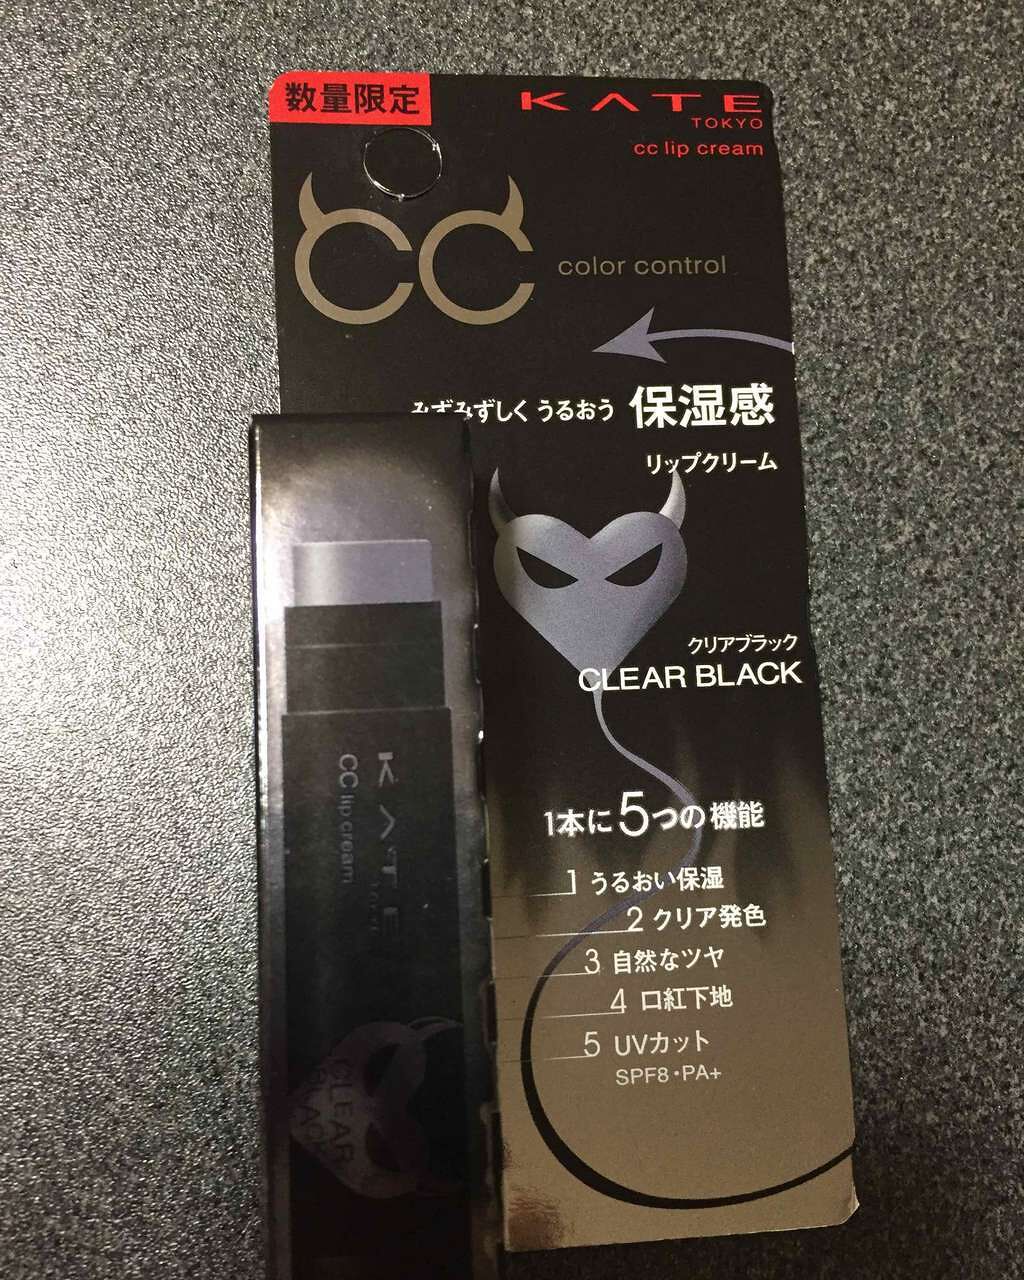 数量限定
KATE
TOKYO
cc lip cream
CC
color control
みずみずしく うるおう 保湿感
リップクリーム
クリアブラック
CLEAR BLACK
1本に5つの機能
1 うるおい保湿
2 クリア発色
3 自然なツヤ
4 口紅下地
5 UVカット
SPF8・PA+
KATE
TOKYO
CC lip cream
CLEAR
BLACK